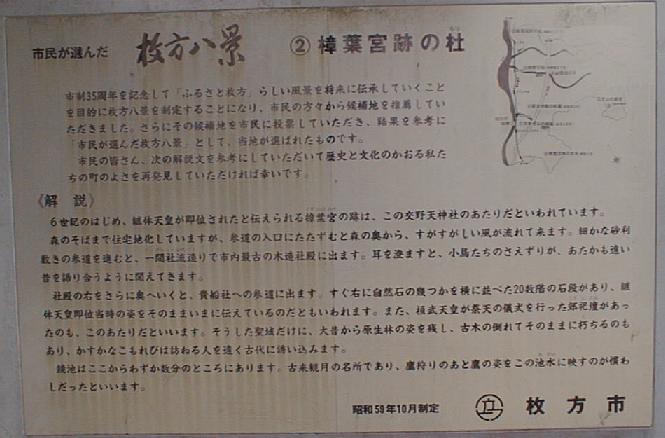 市民が選んだ 枚方八景 ②樟葉宮跡の杜
市制35周年を記念して「ふるさと枚方」らしい風景を将来に伝承していくこと
を目的に枚方八景を制定することになり、市民の方々から候補地を推薦してい
ただきました。さらにその候補地を市民に投票していただき、結果を参考に
「市民が選んだ枚方八景」として、当地が選ばれたものです。
市民の皆さん、次の解説文を参考にしていただいて歴史と文化のかおる私た
ちの町のよさを再発見していただければ幸いです。
《解 説》
6世紀のはじめ、継体天皇が即位されたと伝えられる樟葉宮の跡は、この交野天神社のあたりだといわれています。
森のそばまで住宅地化していますが、参道の入口にたたずむと森の奥から、すがすがしい風が流れて来ます。細かな砂利
敷きの参道を進むと、一間社流造りで市内最古の木造社殿に出ます。耳を澄ますと、小鳥たちのさえずりが、あたかも遠い
昔を語り合うように聞えてきます。
社殿の右をさらに奥へいくと、貴船社への参道に出ます。すぐ右に自然石の幾つかを横に並べた20数階の石段があり、継
体天皇即位当時の姿をそのままいまに伝えているのだともいわれます。また、桓武天皇が祭天の儀式を行った郊祀壇があっ
たのも、このあたりだといいます。そうした聖域だけに、大昔から原生林の姿を残し、古木の倒れてそのままに朽ちるのも
あり、かすかなこもれびは訪ねる人を遠く古代に誘い込みます。
鏡池はここからわずか数分のところにあります。古来観月の名所であり、鷹狩りのあと鷹の姿をこの池水に映すのが慣わ
しだったといいます。
昭和59年10月制定 枚方市